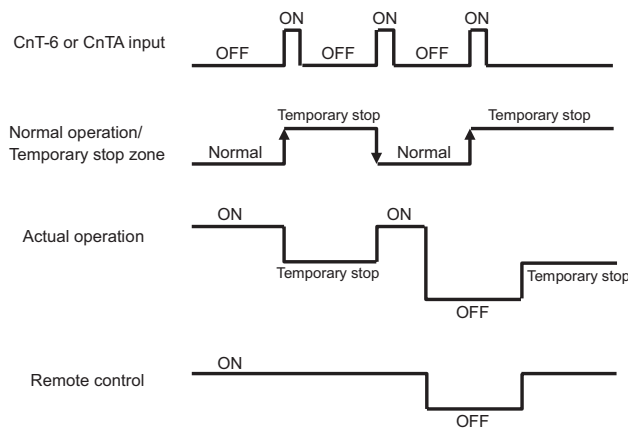 ON ON ON
CnT-6 or CnTA input
OFF OFF OFF
Temporary stop Temporary stop
Normal operation/
Temporary stop zone
Normal Normal
ON ON
Actual operation
Temporary stop Temporary stop
OFF
ON
Remote control
OFF